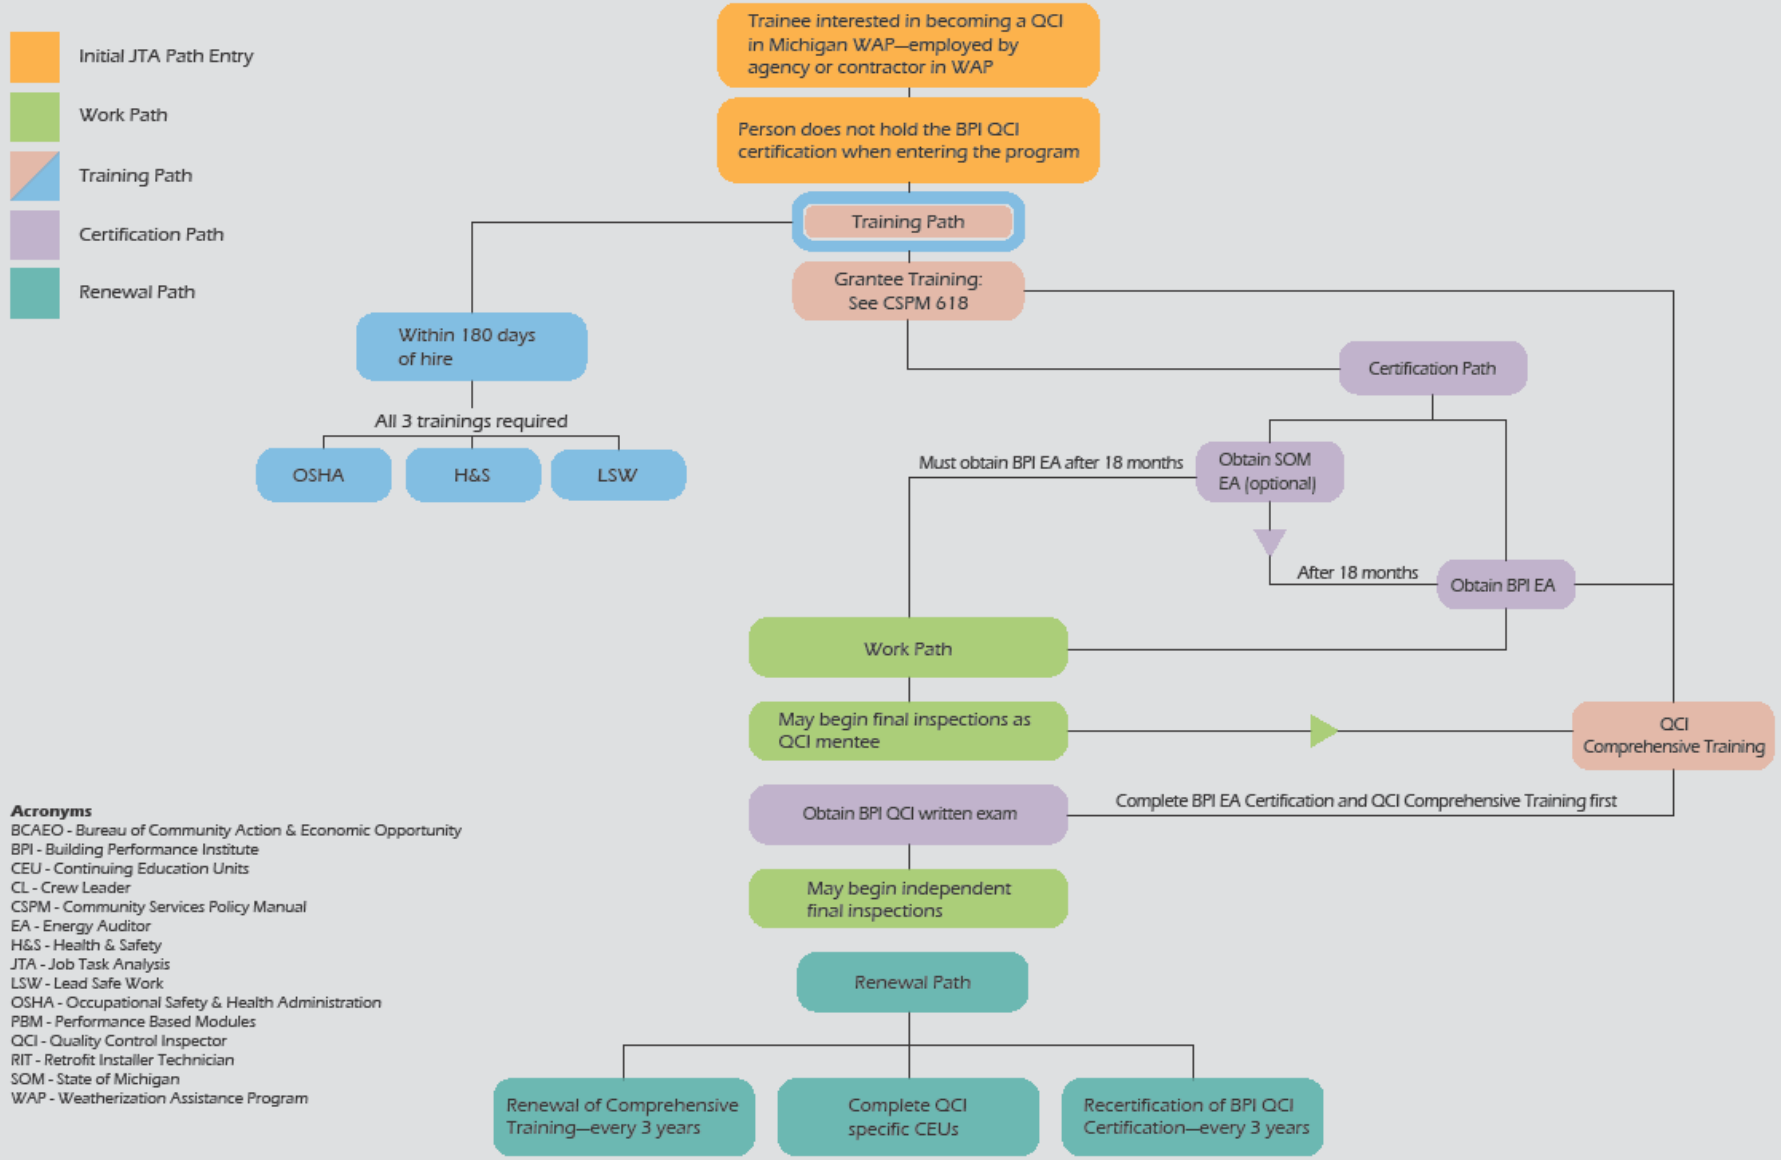 Initial JTA Path Entry
Work Path
Training Path
Certification Path
Renewal Path
Trainee interested in becoming a QCI
in Michigan WAP—employed by
agency or contractor in WAP
Person does not hold the BPI QCI
certification when entering the program
Training Path
Grantee Training:
See CSPM 618
Within 180 days
of hire
All 3 trainings required
OSHA
H&S
LSW
Certification Path
Must obtain BPI EA after 18 months
Obtain SOM
EA (optional)
After 18 months
Obtain BPI EA
Work Path
May begin final inspections as
QCI mentee
QCI
Comprehensive Training
Complete BPI EA Certification and QCI Comprehensive Training first
Obtain BPI QCI written exam
May begin independent
final inspections
Renewal Path
Renewal of Comprehensive
Training—every 3 years
Complete QCI
specific CEUs
Recertification of BPI QCI
Certification—every 3 years
Acronyms
BCAEO - Bureau of Community Action & Economic Opportunity
BPI - Building Performance Institute
CEU - Continuing Education Units
CL - Crew Leader
CSPM - Community Services Policy Manual
EA - Energy Auditor
H&S - Health & Safety
JTA - Job Task Analysis
LSW - Lead Safe Work
OSHA - Occupational Safety & Health Administration
PBM - Performance Based Modules
QCI - Quality Control Inspector
RIT - Retrofit Installer Technician
SOM - State of Michigan
WAP - Weatherization Assistance Program